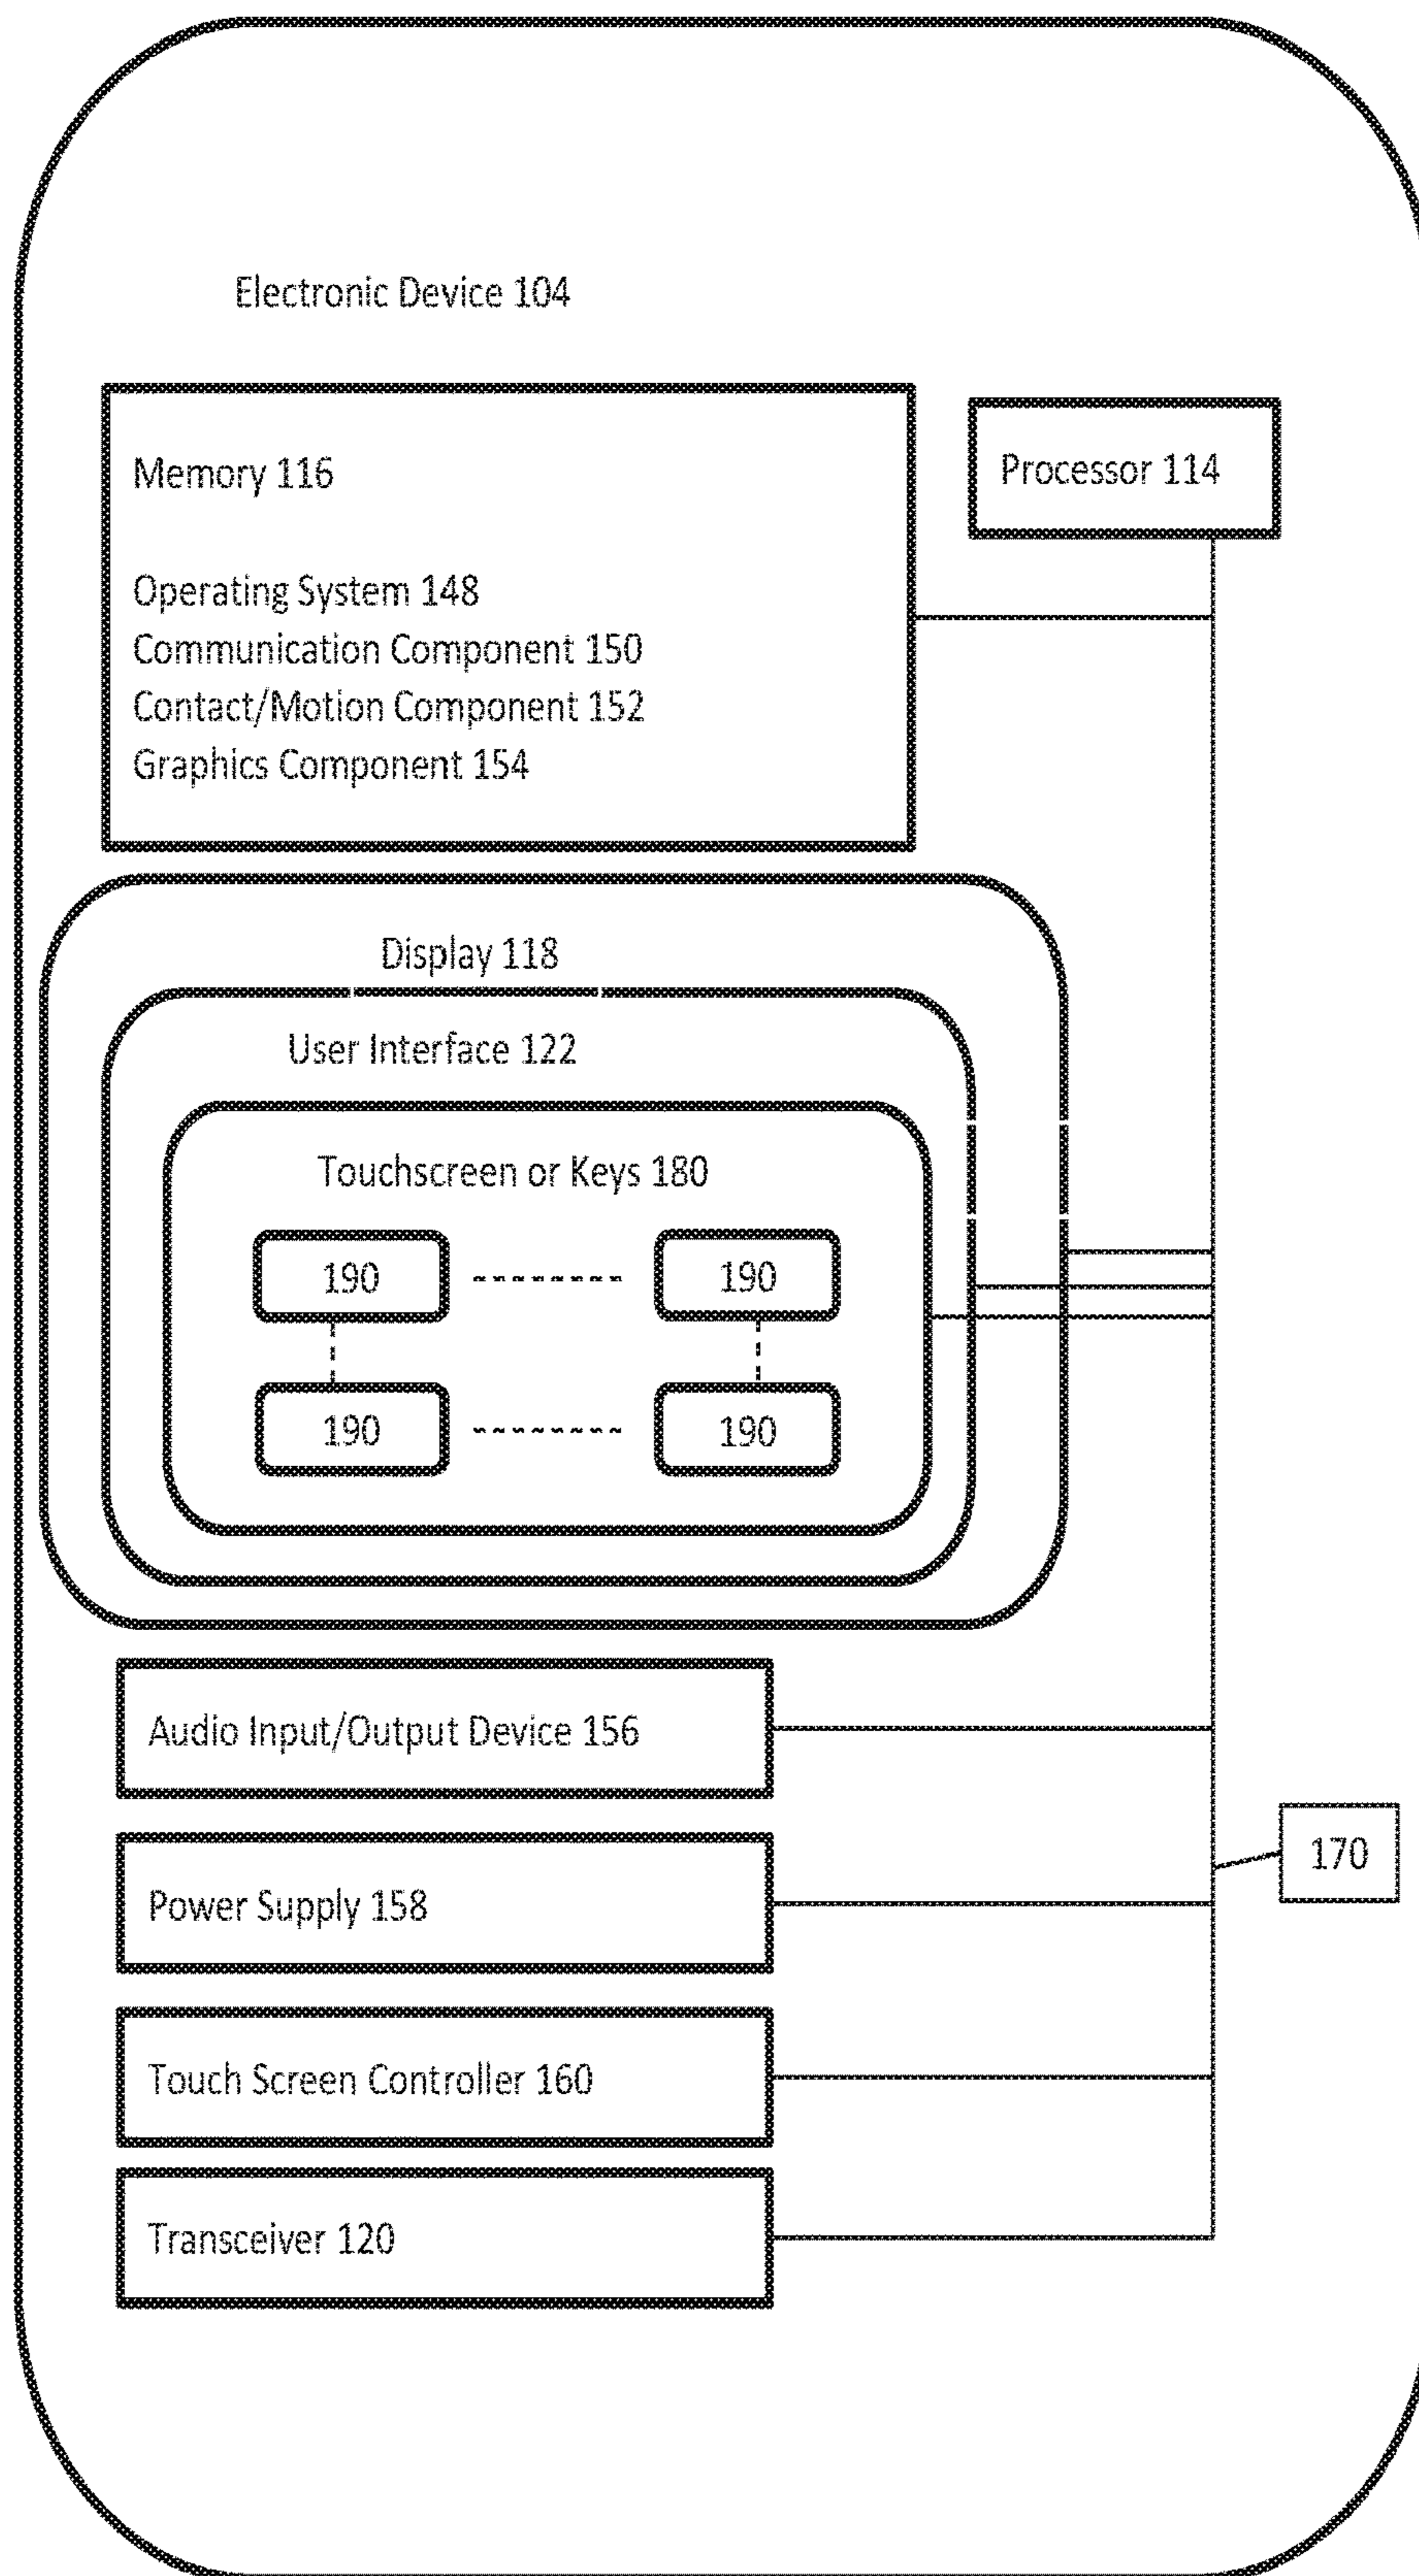 Electronic Device 104
Memory 116
Processor 114
Operating System 148
Communication Component 150
Contact/Motion Component 152
Graphics Component 154
Display 118
User Interface 122
Touchscreen or Keys 180
190
190
190
190
Audio Input/Output Device 156
170
Power Supply 158
Touch Screen Controller 160
Transceiver 120